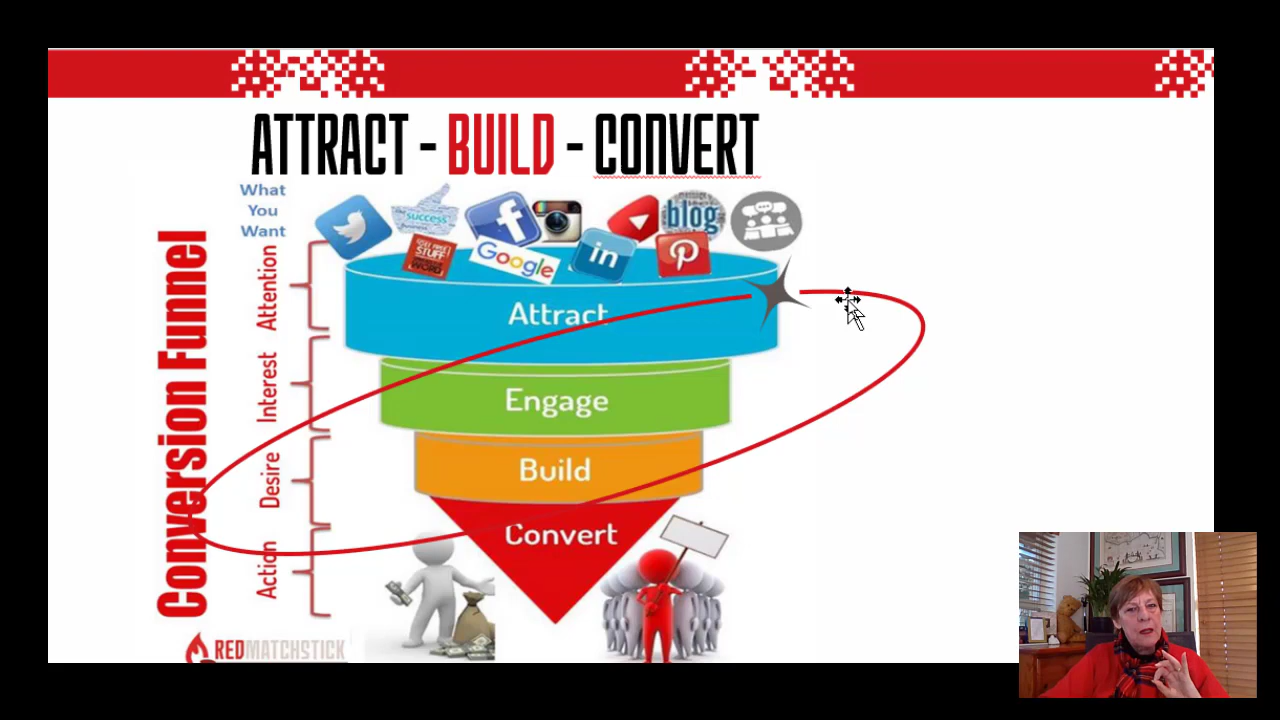 ATTRACT - BUILD - CONVERT
What
You
Want
success
blog
Google
in
Conversion Funnel
Attention
Interest
Desire
Action
Attract
Engage
Build
Convert
REDMATCHSTICK